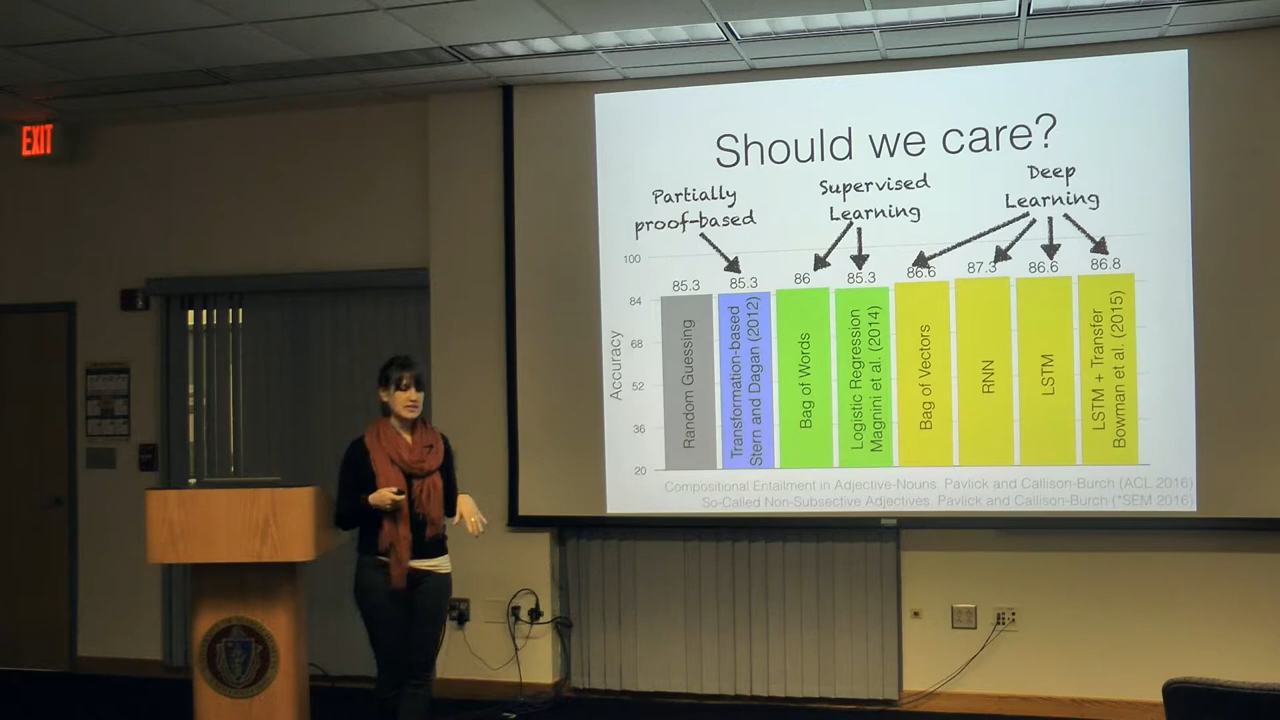 EXIT
Should we care?
Partially
proof-based
Supervised
Learning
Deep
Learning
100
84
68
52
36
20
Accuracy
85.3
85.3
86
85.3
86.6
87.3
86.6
86.8
Random Guessing
Transformation-based
Stern and Dagan (2012)
Bag of Words
Logistic Regression
Magnini et al. (2014)
Bag of Vectors
RNN
LSTM
LSTM + Transfer
Bowman et al. (2015)
Compositional Entailment in Adjective-Nouns. Pavlick and Callison-Burch (ACL 2016)
So-Called Non-Subsective Adjectives. Pavlick and Callison-Burch (*SEM 2016)